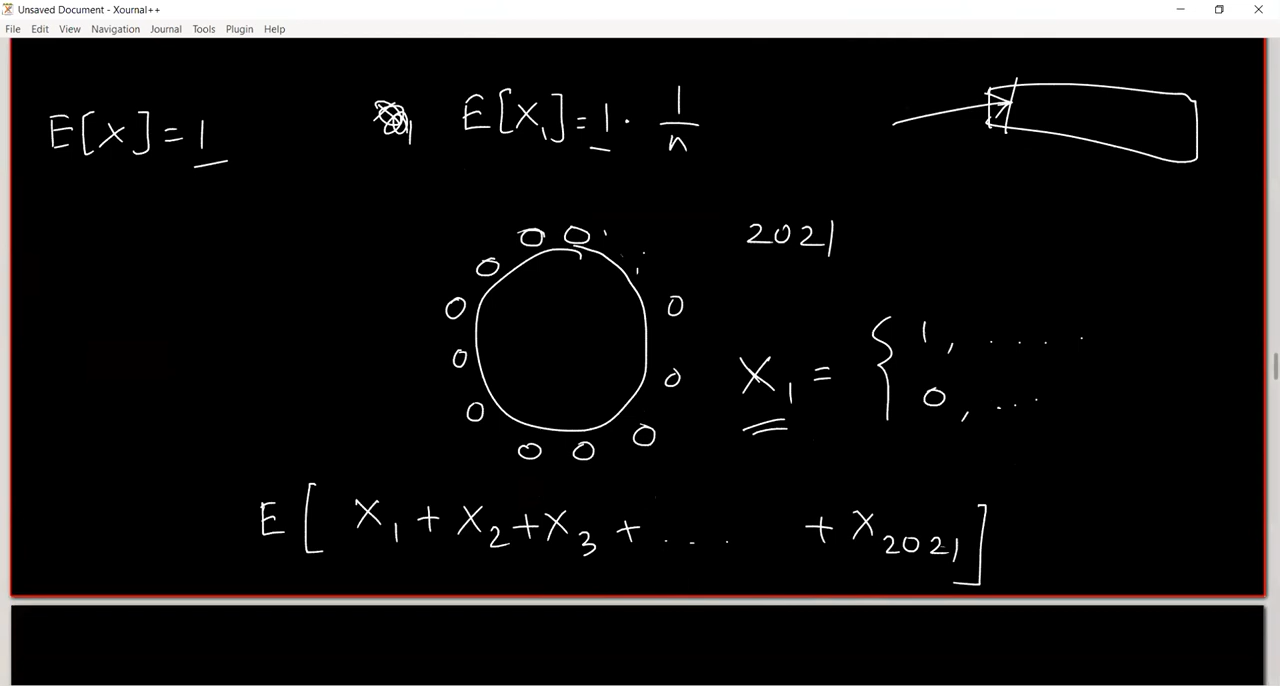 Unsaved Document - Xournal++
File Edit View Navigation Journal Tools Plugin Help
E[X] = 1
E[X₁] = 1 · 1/n
2021
X₁ = { 1, ....
0, ...
E[ X₁ + X₂ + X₃ + .... + X₂₀₂₁ ]